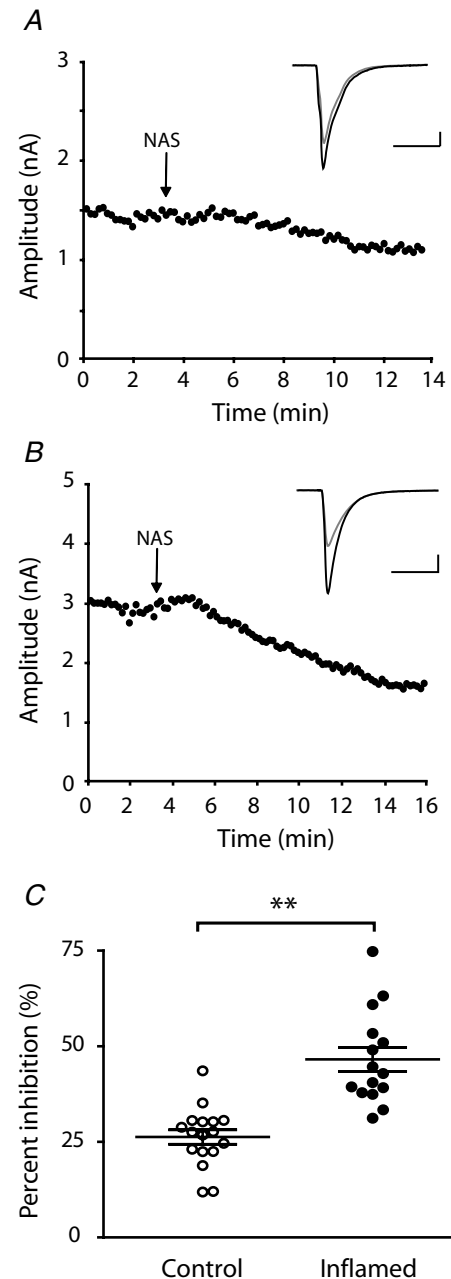 A
3
2
1
0
Amplitude (nA)
NAS
0 2 4 6 8 10 12 14
Time (min)
B
5
4
3
2
1
0
Amplitude (nA)
NAS
0 2 4 6 8 10 12 14 16
Time (min)
C
**
75
50
25
0
Percent inhibition (%)
Control Inflamed